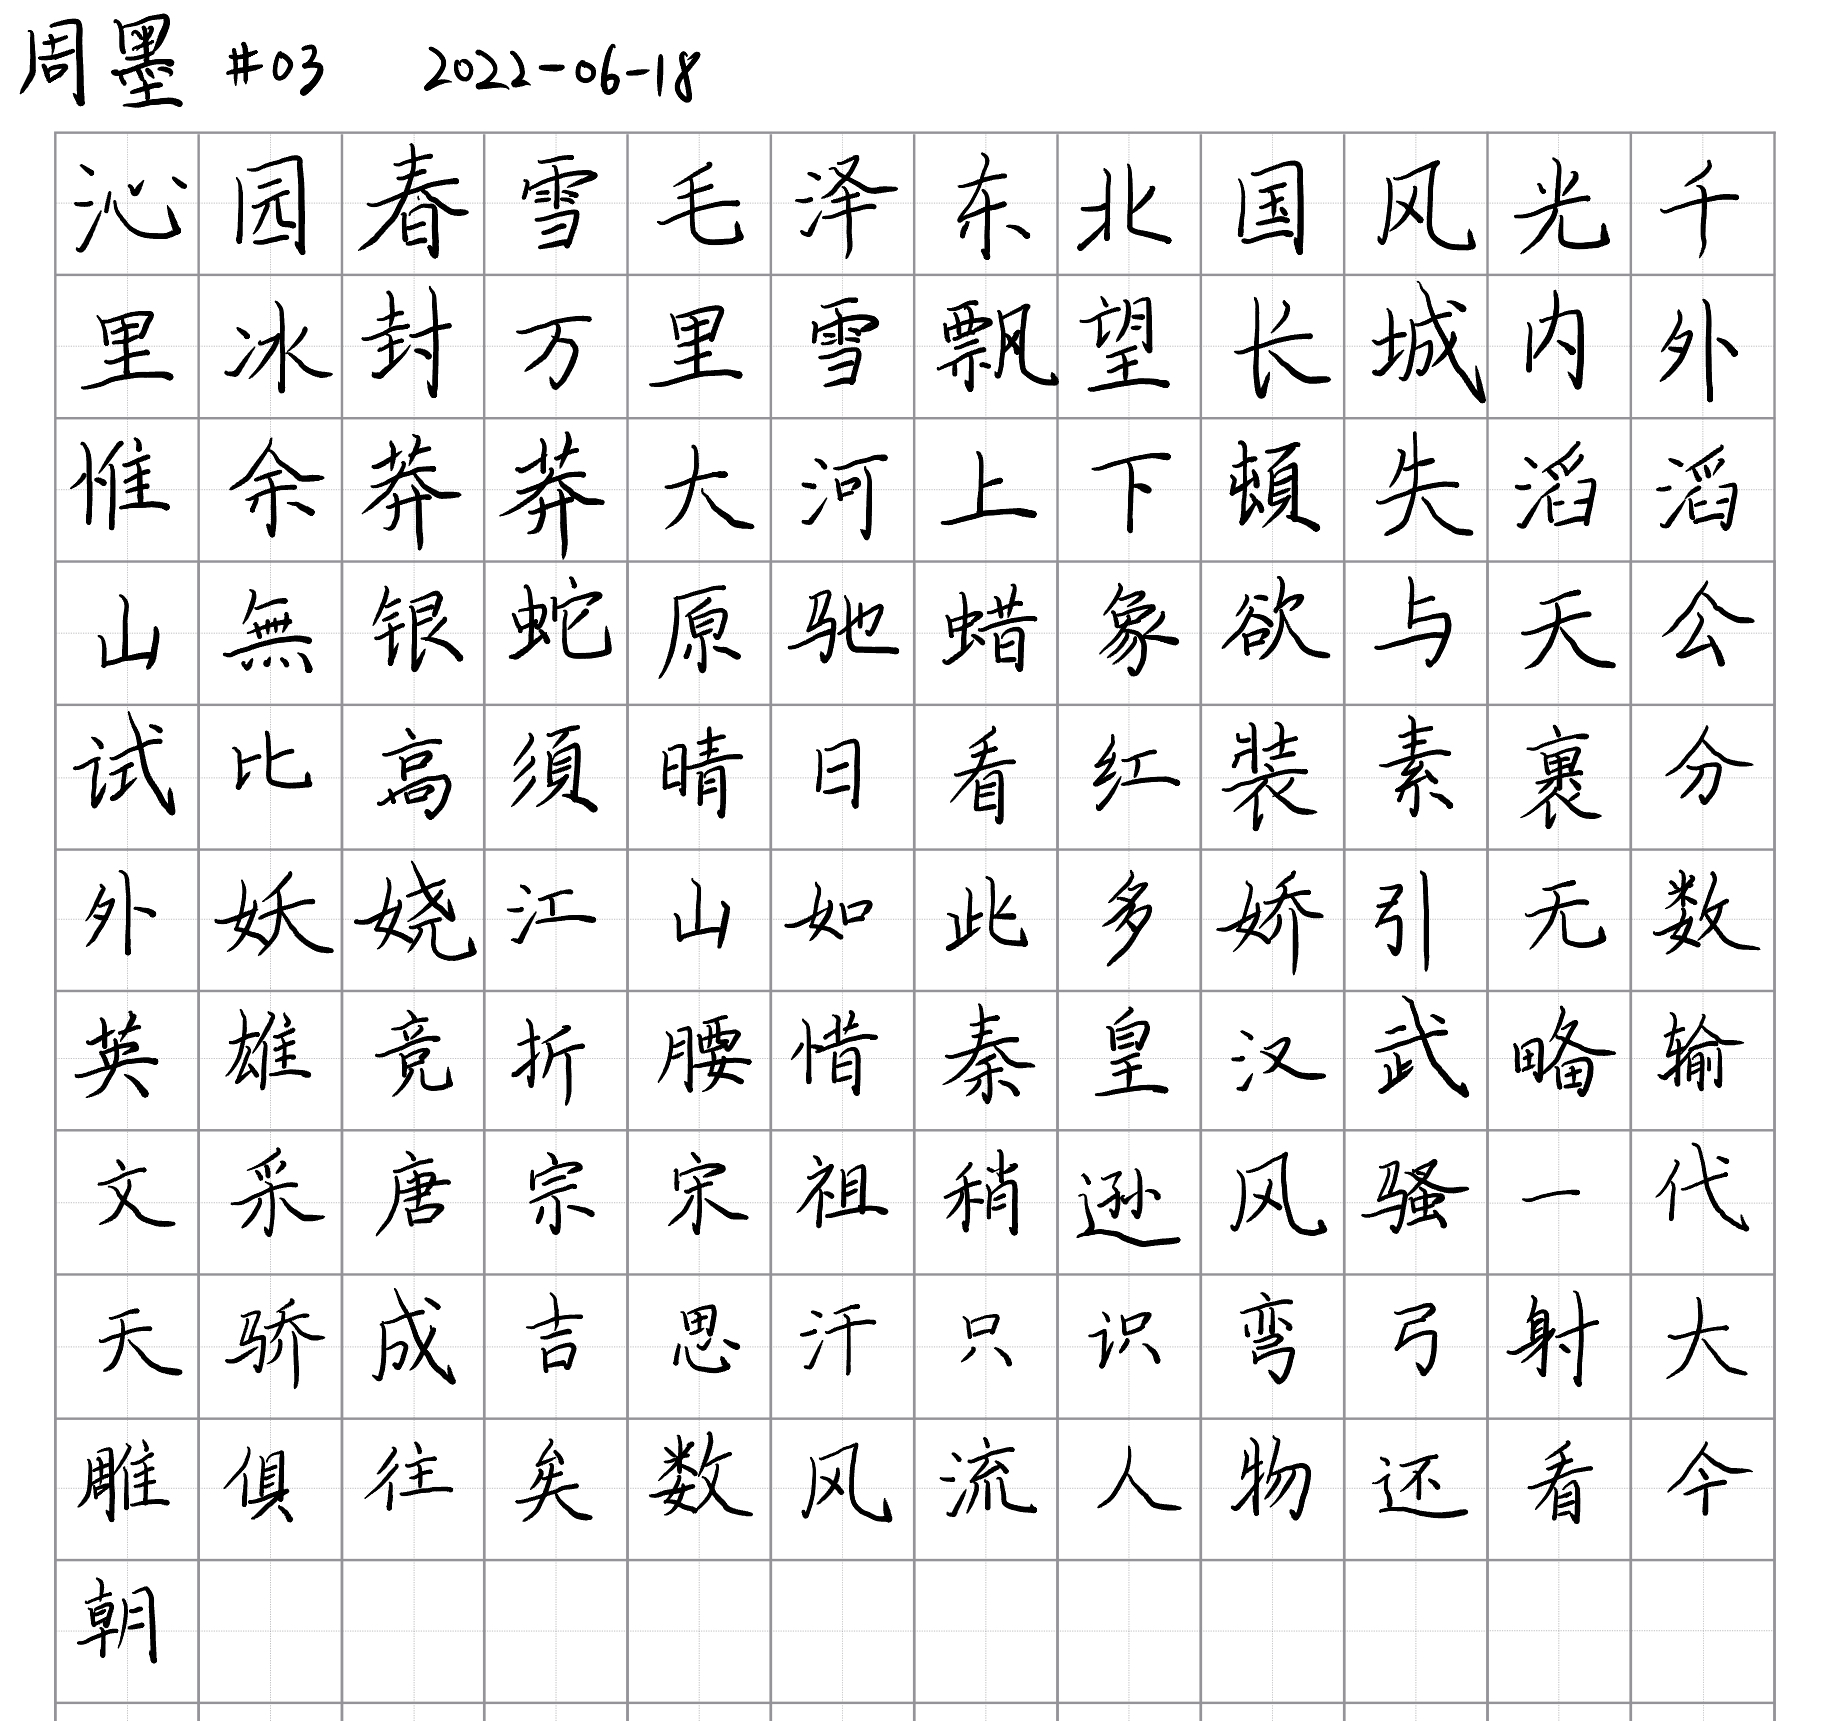 周墨 #03 2022-06-18
沁园春雪毛泽东北国风光千
里冰封万里雪飘望长城内外
惟余莽莽大河上下頓失滔滔
山無银蛇原驰蜡象欲与天公
试比高須晴日看红装素裹分
外妖娆江山如此多娇引无数
英雄竞折腰惜秦皇汉武略输
文采唐宗宋祖稍逊风骚一代
天骄成吉思汗只识弯弓射大
雕俱往矣数风流人物还看今
朝